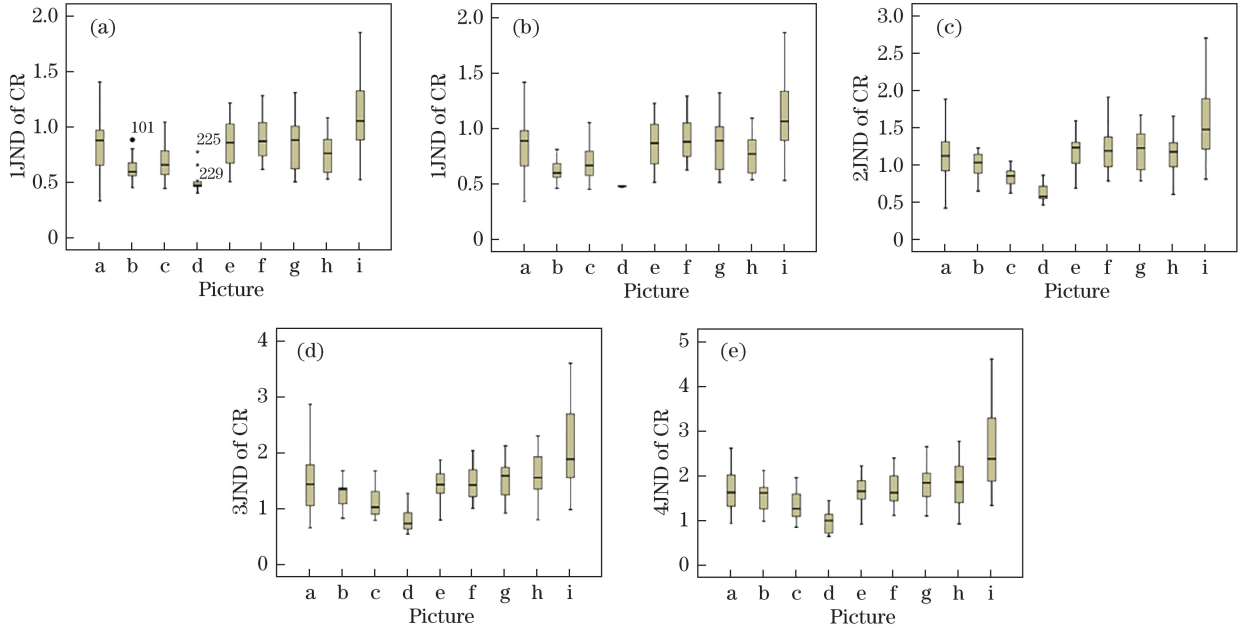 (a)
1JND of CR
2.0
1.5
1.0
0.5
0
101
225
229
a b c d e f g h i
Picture
(b)
1JND of CR
2.0
1.5
1.0
0.5
0
a b c d e f g h i
Picture
(c)
2JND of CR
3.0
2.5
2.0
1.5
1.0
0.5
0
a b c d e f g h i
Picture
(d)
3JND of CR
4
3
2
1
0
a b c d e f g h i
Picture
(e)
4JND of CR
5
4
3
2
1
0
a b c d e f g h i
Picture